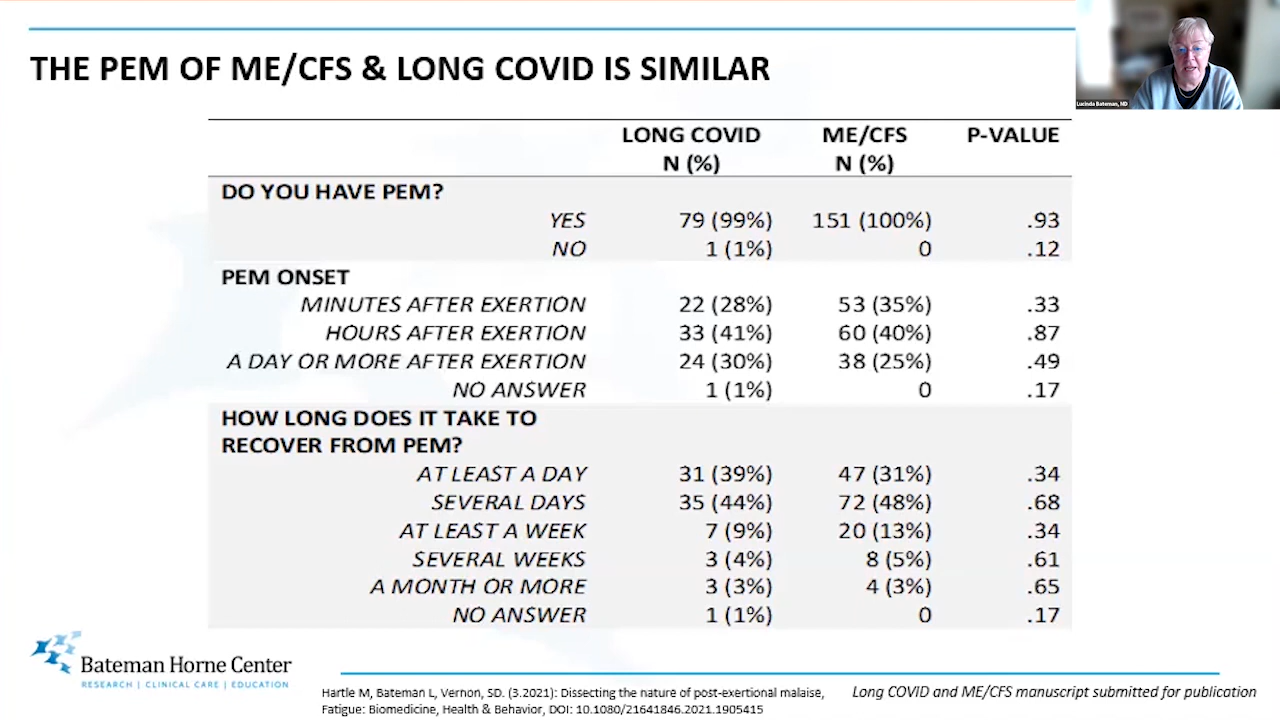 THE PEM OF ME/CFS & LONG COVID IS SIMILAR
Lucinda Bateman, MD
LONG COVID ME/CFS P-VALUE
N (%) N (%)
DO YOU HAVE PEM?
YES 79 (99%) 151 (100%) .93
NO 1 (1%) 0 .12
PEM ONSET
MINUTES AFTER EXERTION 22 (28%) 53 (35%) .33
HOURS AFTER EXERTION 33 (41%) 60 (40%) .87
A DAY OR MORE AFTER EXERTION 24 (30%) 38 (25%) .49
NO ANSWER 1 (1%) 0 .17
HOW LONG DOES IT TAKE TO
RECOVER FROM PEM?
AT LEAST A DAY 31 (39%) 47 (31%) .34
SEVERAL DAYS 35 (44%) 72 (48%) .68
AT LEAST A WEEK 7 (9%) 20 (13%) .34
SEVERAL WEEKS 3 (4%) 8 (5%) .61
A MONTH OR MORE 3 (3%) 4 (3%) .65
NO ANSWER 1 (1%) 0 .17
Bateman Horne Center
RESEARCH | CLINICAL CARE | EDUCATION
Hartle M, Bateman L, Vernon, SD. (3.2021): Dissecting the nature of post-exertional malaise,
Fatigue: Biomedicine, Health & Behavior, DOI: 10.1080/21641846.2021.1905415
Long COVID and ME/CFS manuscript submitted for publication